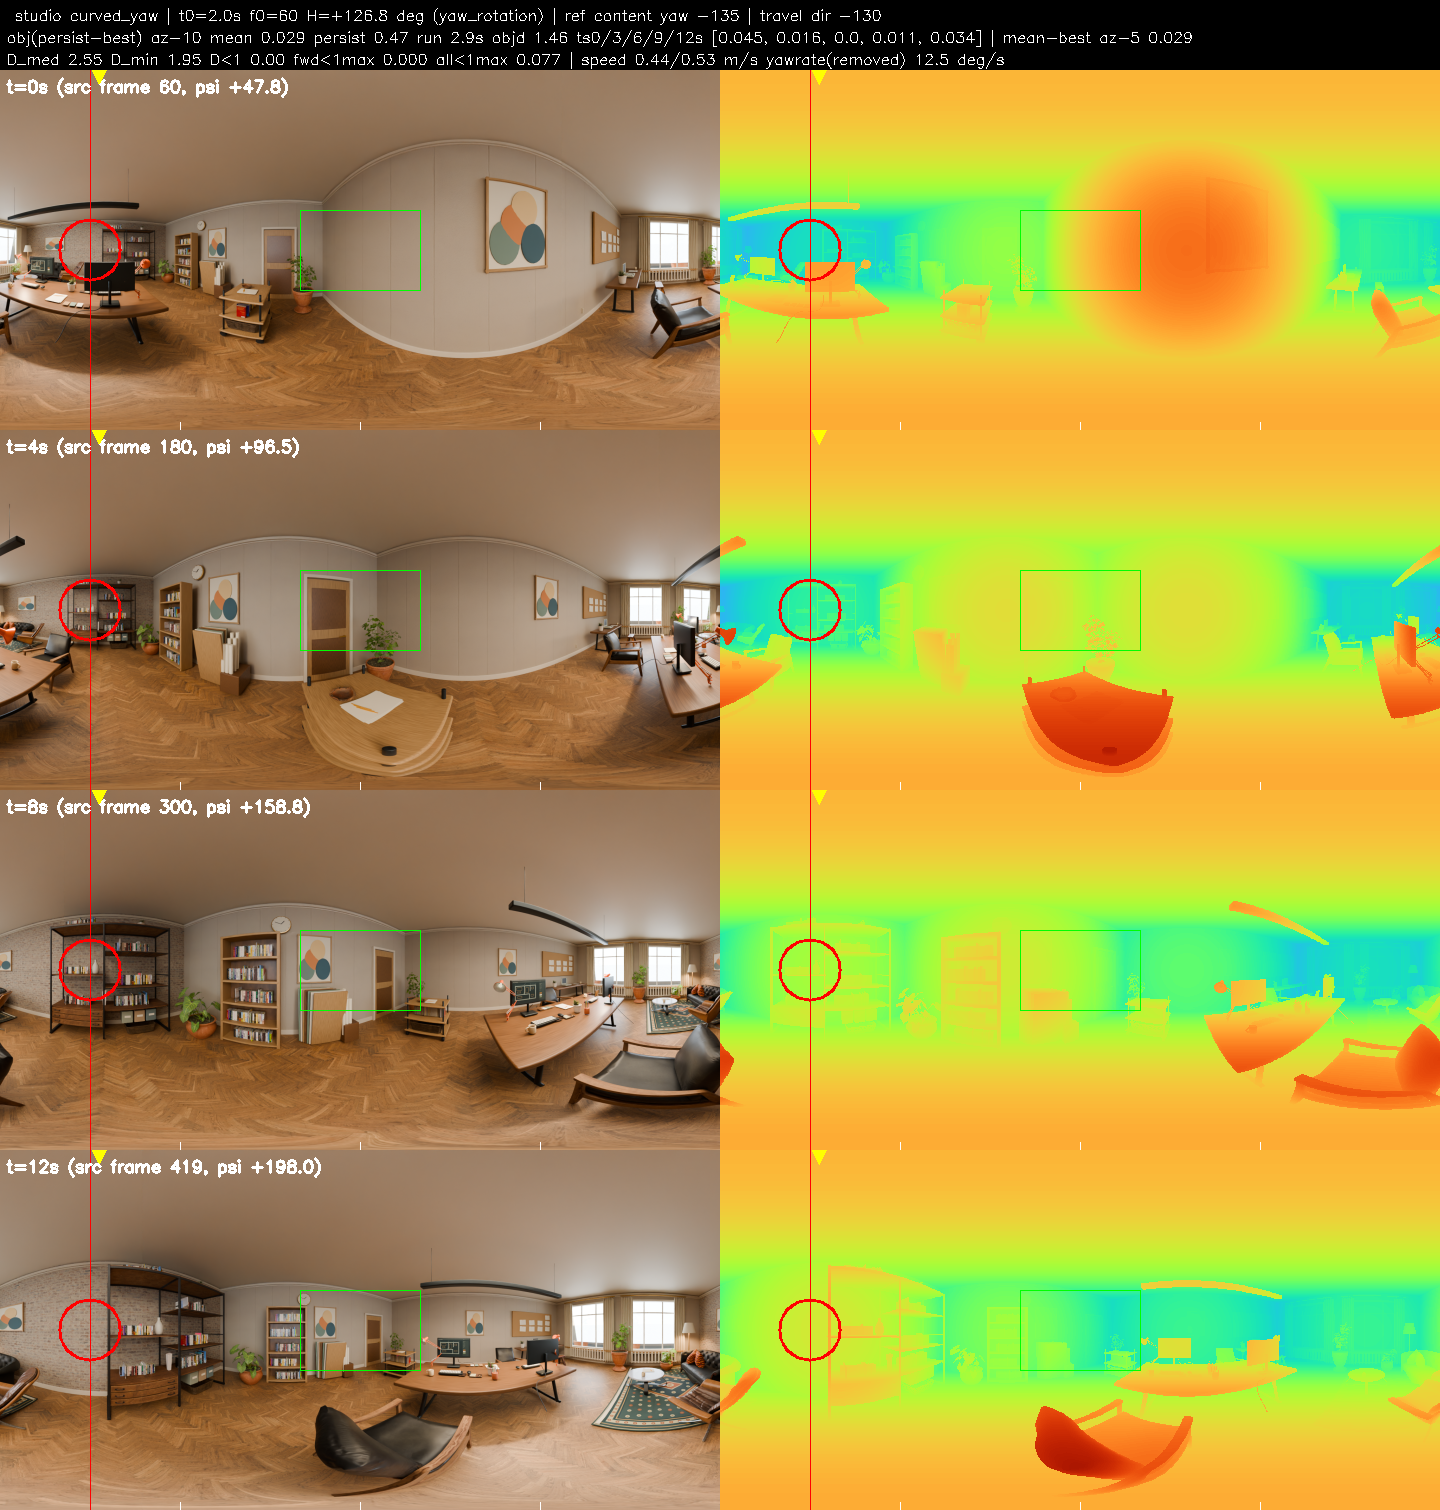 studio curved_yaw | t0=2.0s f0=60 H=+126.8 deg (yaw_rotation) | ref content yaw -135 | travel dir -130
obj(persist-best) az-10 mean 0.029 persist 0.47 run 2.9s objd 1.46 ts0/3/6/9/12s [0.045, 0.016, 0.0, 0.011, 0.034] | mean-best az-5 0.029
D_med 2.55 D_min 1.95 D<1 0.00 fwd<1max 0.000 all<1max 0.077 | speed 0.44/0.53 m/s yawrate(removed) 12.5 deg/s
t=0s (src frame 60, psi +47.8)
t=4s (src frame 180, psi +96.5)
t=8s (src frame 300, psi +158.8)
t=12s (src frame 419, psi +198.0)